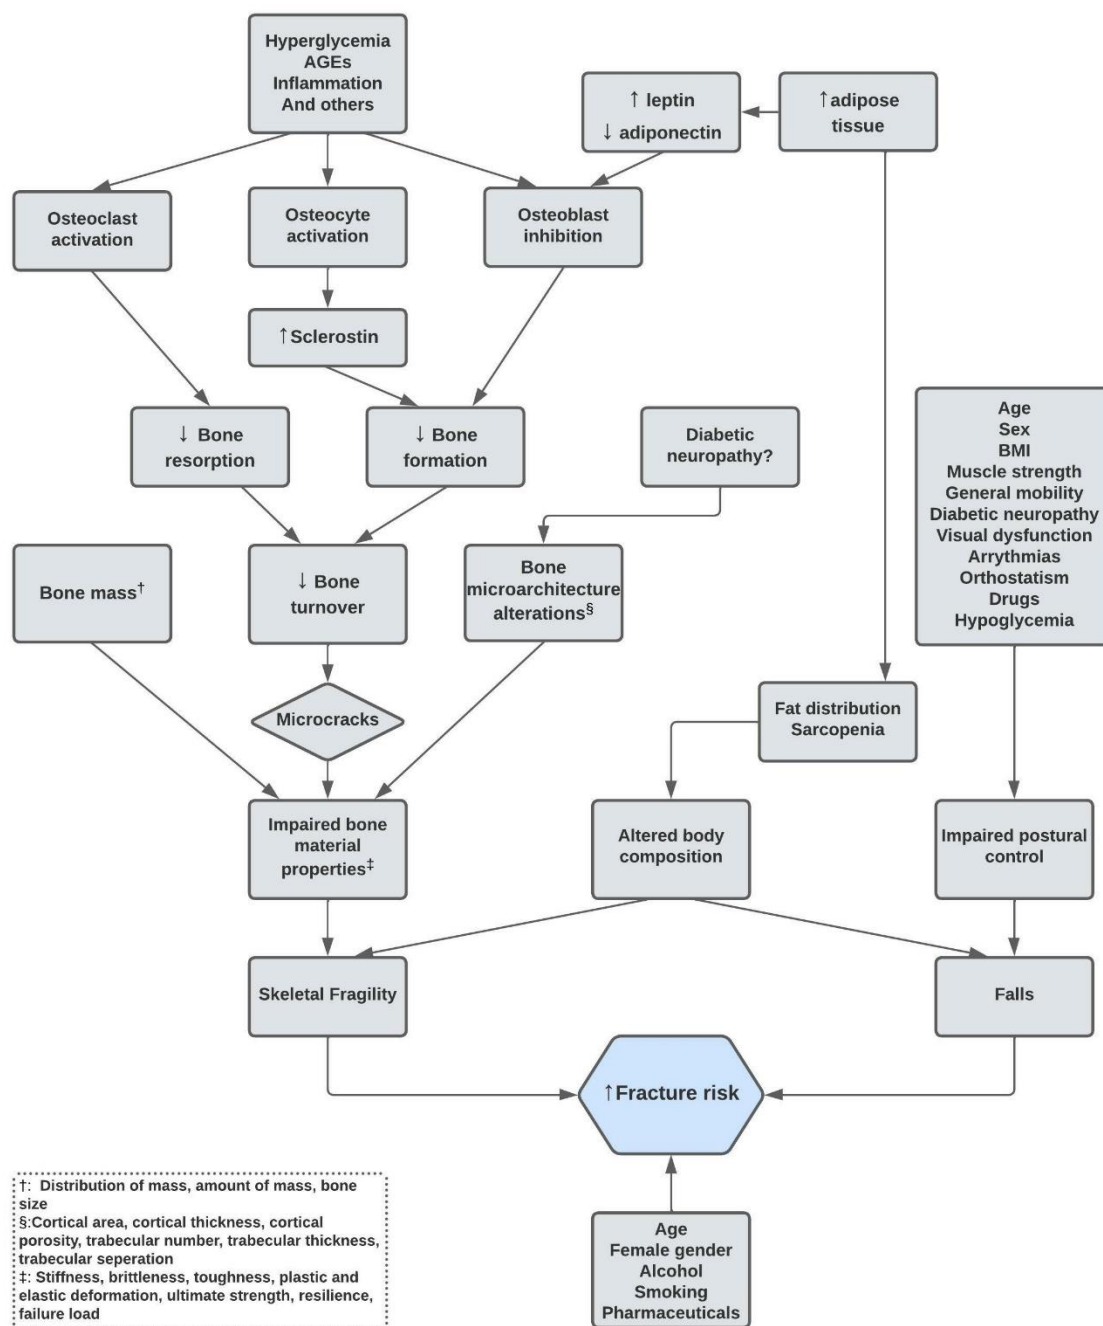 Hyperglycemia
AGEs
Inflammation
And others
↑ leptin
↓ adiponectin
↑adipose
tissue
Osteoclast
activation
Osteocyte
activation
Osteoblast
inhibition
↑Sclerostin
↓ Bone
resorption
↓ Bone
formation
Diabetic
neuropathy?
Age
Sex
BMI
Muscle strength
General mobility
Diabetic neuropathy
Visual dysfunction
Arrythmias
Orthostatism
Drugs
Hypoglycemia
Bone mass†
↓ Bone
turnover
Bone
microarchitecture
alterations§
Microcracks
Fat distribution
Sarcopenia
Impaired bone
material
properties‡
Altered body
composition
Impaired postural
control
Skeletal Fragility
Falls
↑Fracture risk
†: Distribution of mass, amount of mass, bone
size
§:Cortical area, cortical thickness, cortical
porosity, trabecular number, trabecular thickness,
trabecular seperation
‡: Stiffness, brittleness, toughness, plastic and
elastic deformation, ultimate strength, resilience,
failure load
Age
Female gender
Alcohol
Smoking
Pharmaceuticals